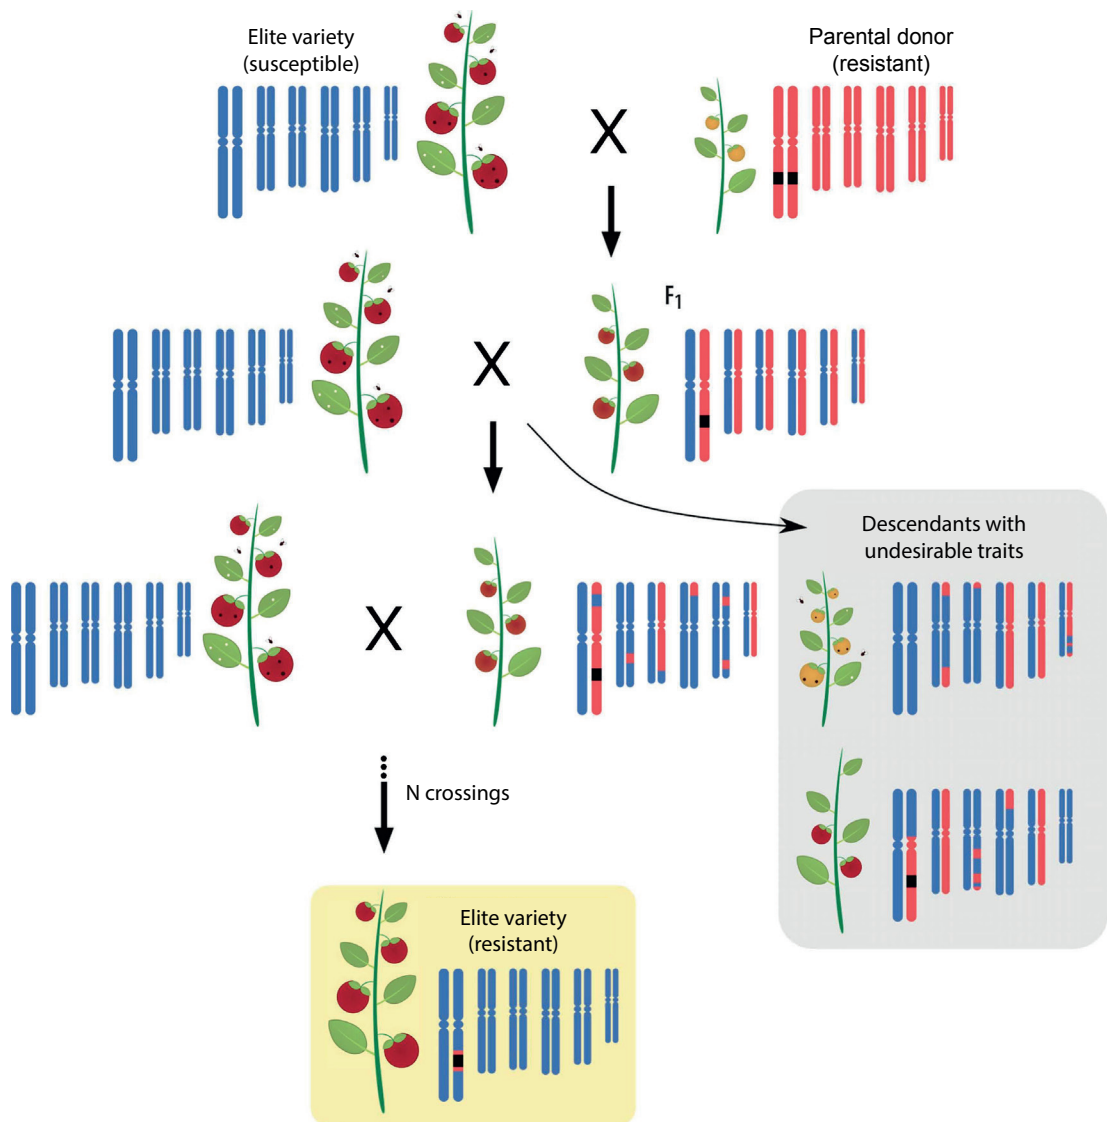 Elite variety
(susceptible)
Parental donor
(resistant)
X
F1
X
Descendants with
undesirable traits
X
N crossings
Elite variety
(resistant)